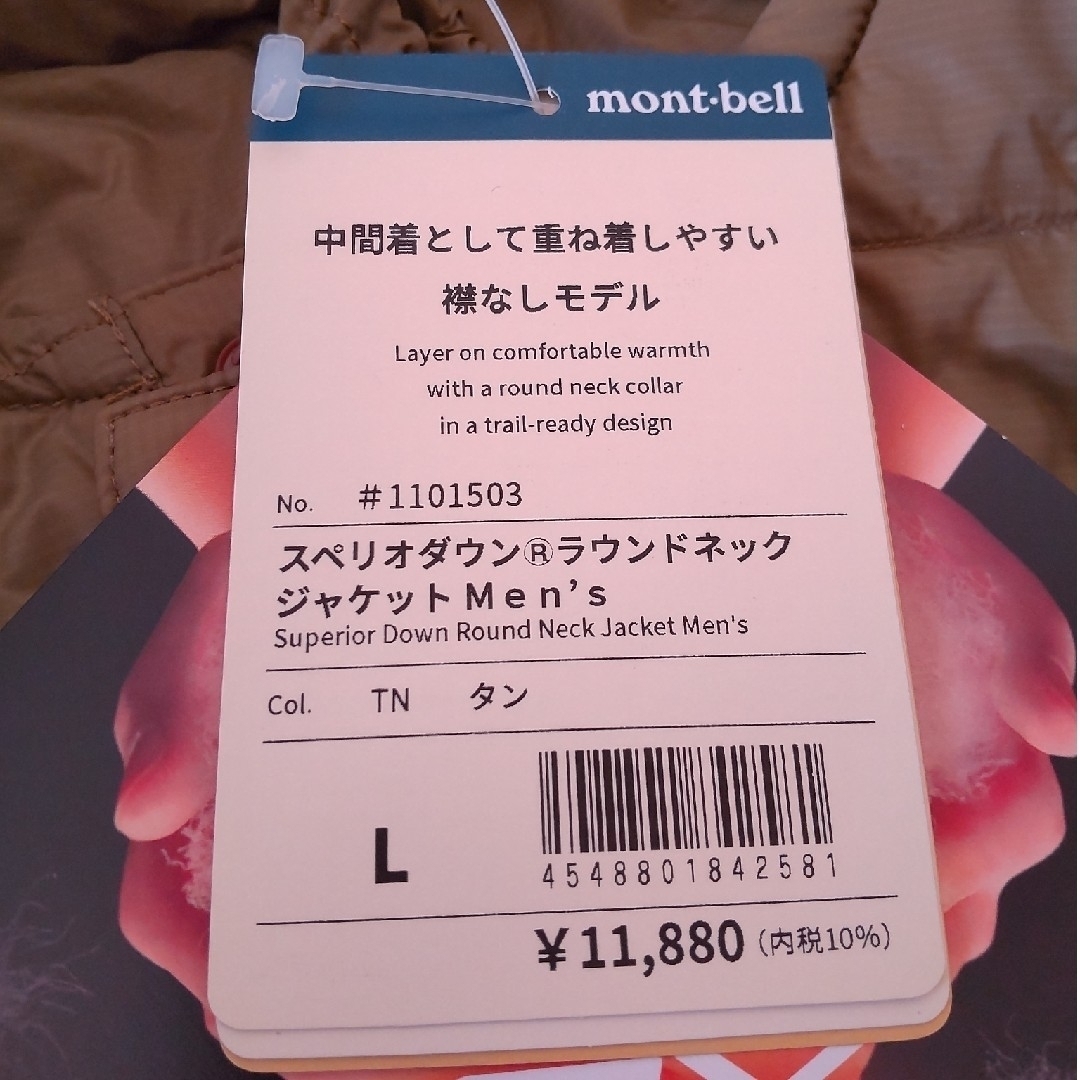 mont·bell
中間着として重ね着しやすい
襟なしモデル
Layer on comfortable warmth
with a round neck collar
in a trail-ready design
No. #1101503
スペリオダウン®ラウンドネック
ジャケットMen's
Superior Down Round Neck Jacket Men's
Col. TN タン
L
4548801842581
¥11,880(内税10%)